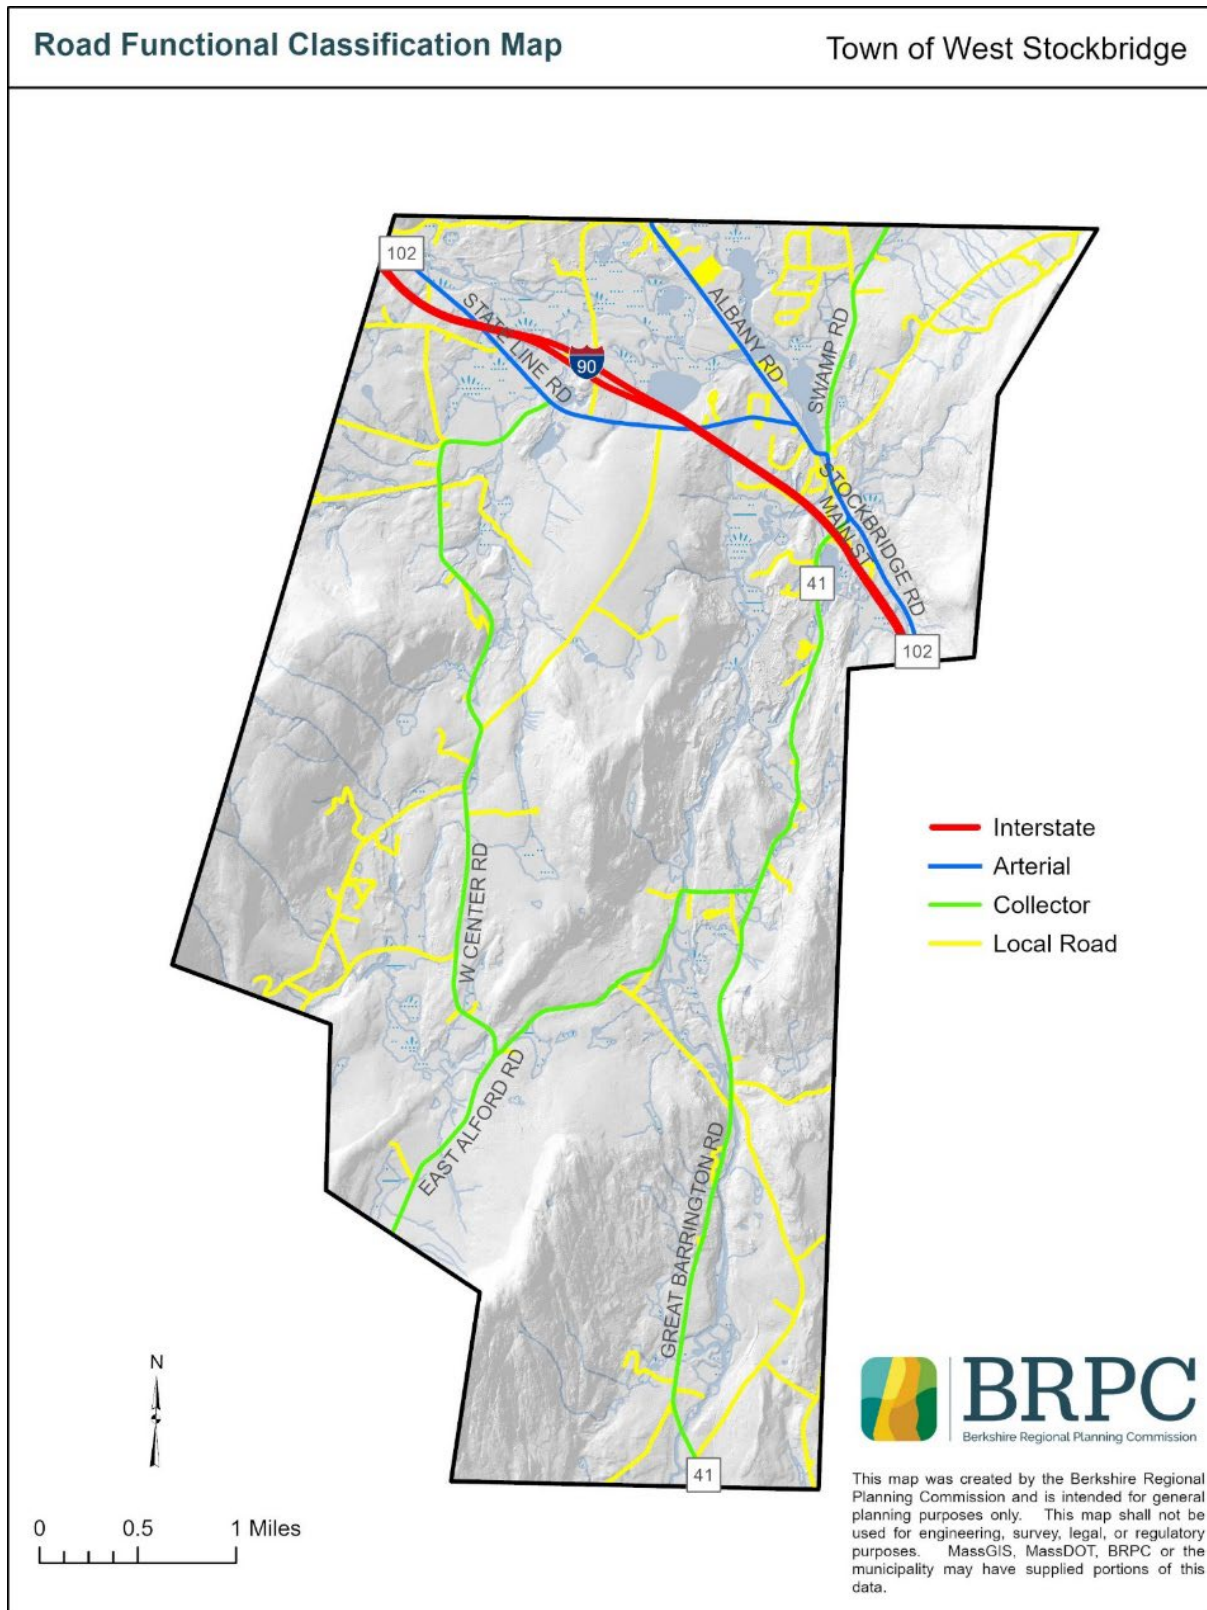 Road Functional Classification Map
Town of West Stockbridge
102
STATE LINE RD
90
ALBANY RD
SWAMP RD
STOCKBRIDGE RD
MAIN ST
41
102
Interstate
Arterial
Collector
Local Road
W CENTER RD
EAST ALFORD RD
GREAT BARRINGTON RD
41
N
0 0.5 1 Miles
BRPC
Berkshire Regional Planning Commission
This map was created by the Berkshire Regional
Planning Commission and is intended for general
planning purposes only. This map shall not be
used for engineering, survey, legal, or regulatory
purposes. MassGIS, MassDOT, BRPC or the
municipality may have supplied portions of this
data.